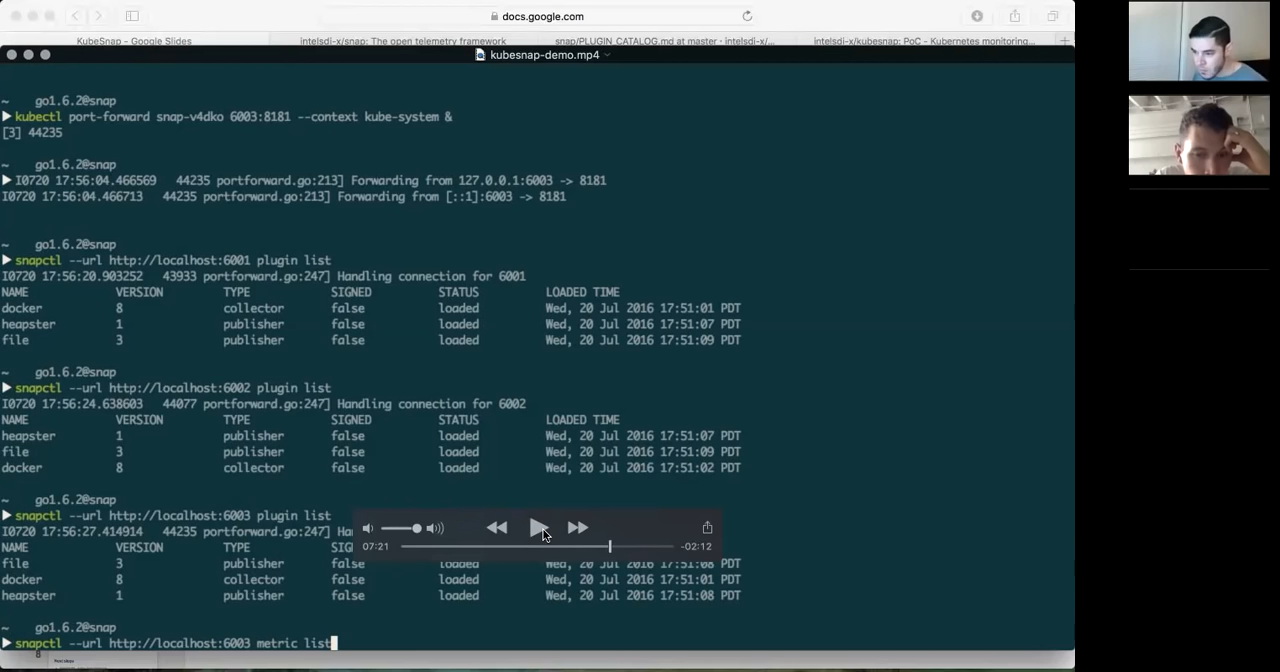 docs.google.com
KubeSnap - Google Slides
intelsdi-x/snap: The open telemetry framework
snap/PLUGIN_CATALOG.md at master · intelsdi-x/...
intelsdi-x/kubesnap: PoC - Kubernetes monitoring...
kubesnap-demo.mp4
~ go1.6.2@snap
kubectl port-forward snap-v4dko 6003:8181 --context kube-system &
[3] 44235
~ go1.6.2@snap
I0720 17:56:04.466569 44235 portforward.go:213] Forwarding from 127.0.0.1:6003 -> 8181
I0720 17:56:04.466713 44235 portforward.go:213] Forwarding from [::1]:6003 -> 8181
~ go1.6.2@snap
snapctl --url http://localhost:6001 plugin list
I0720 17:56:20.903252 43933 portforward.go:247] Handling connection for 6001
NAME VERSION TYPE SIGNED STATUS LOADED TIME
docker 8 collector false loaded Wed, 20 Jul 2016 17:51:01 PDT
heapster 1 publisher false loaded Wed, 20 Jul 2016 17:51:07 PDT
file 3 publisher false loaded Wed, 20 Jul 2016 17:51:09 PDT
~ go1.6.2@snap
snapctl --url http://localhost:6002 plugin list
I0720 17:56:24.638603 44077 portforward.go:247] Handling connection for 6002
NAME VERSION TYPE SIGNED STATUS LOADED TIME
heapster 1 publisher false loaded Wed, 20 Jul 2016 17:51:07 PDT
file 3 publisher false loaded Wed, 20 Jul 2016 17:51:09 PDT
docker 8 collector false loaded Wed, 20 Jul 2016 17:51:02 PDT
~ go1.6.2@snap
snapctl --url http://localhost:6003 plugin list
I0720 17:56:27.414914 44235 portforward.go:247] Ha
NAME VERSION TYPE SIGNED
07:21 -02:12
file 3 publisher false loaded Wed, 20 Jul 2016 17:51:08 PDT
docker 8 collector false loaded Wed, 20 Jul 2016 17:51:01 PDT
heapster 1 publisher false loaded Wed, 20 Jul 2016 17:51:08 PDT
~ go1.6.2@snap
snapctl --url http://localhost:6003 metric list
8